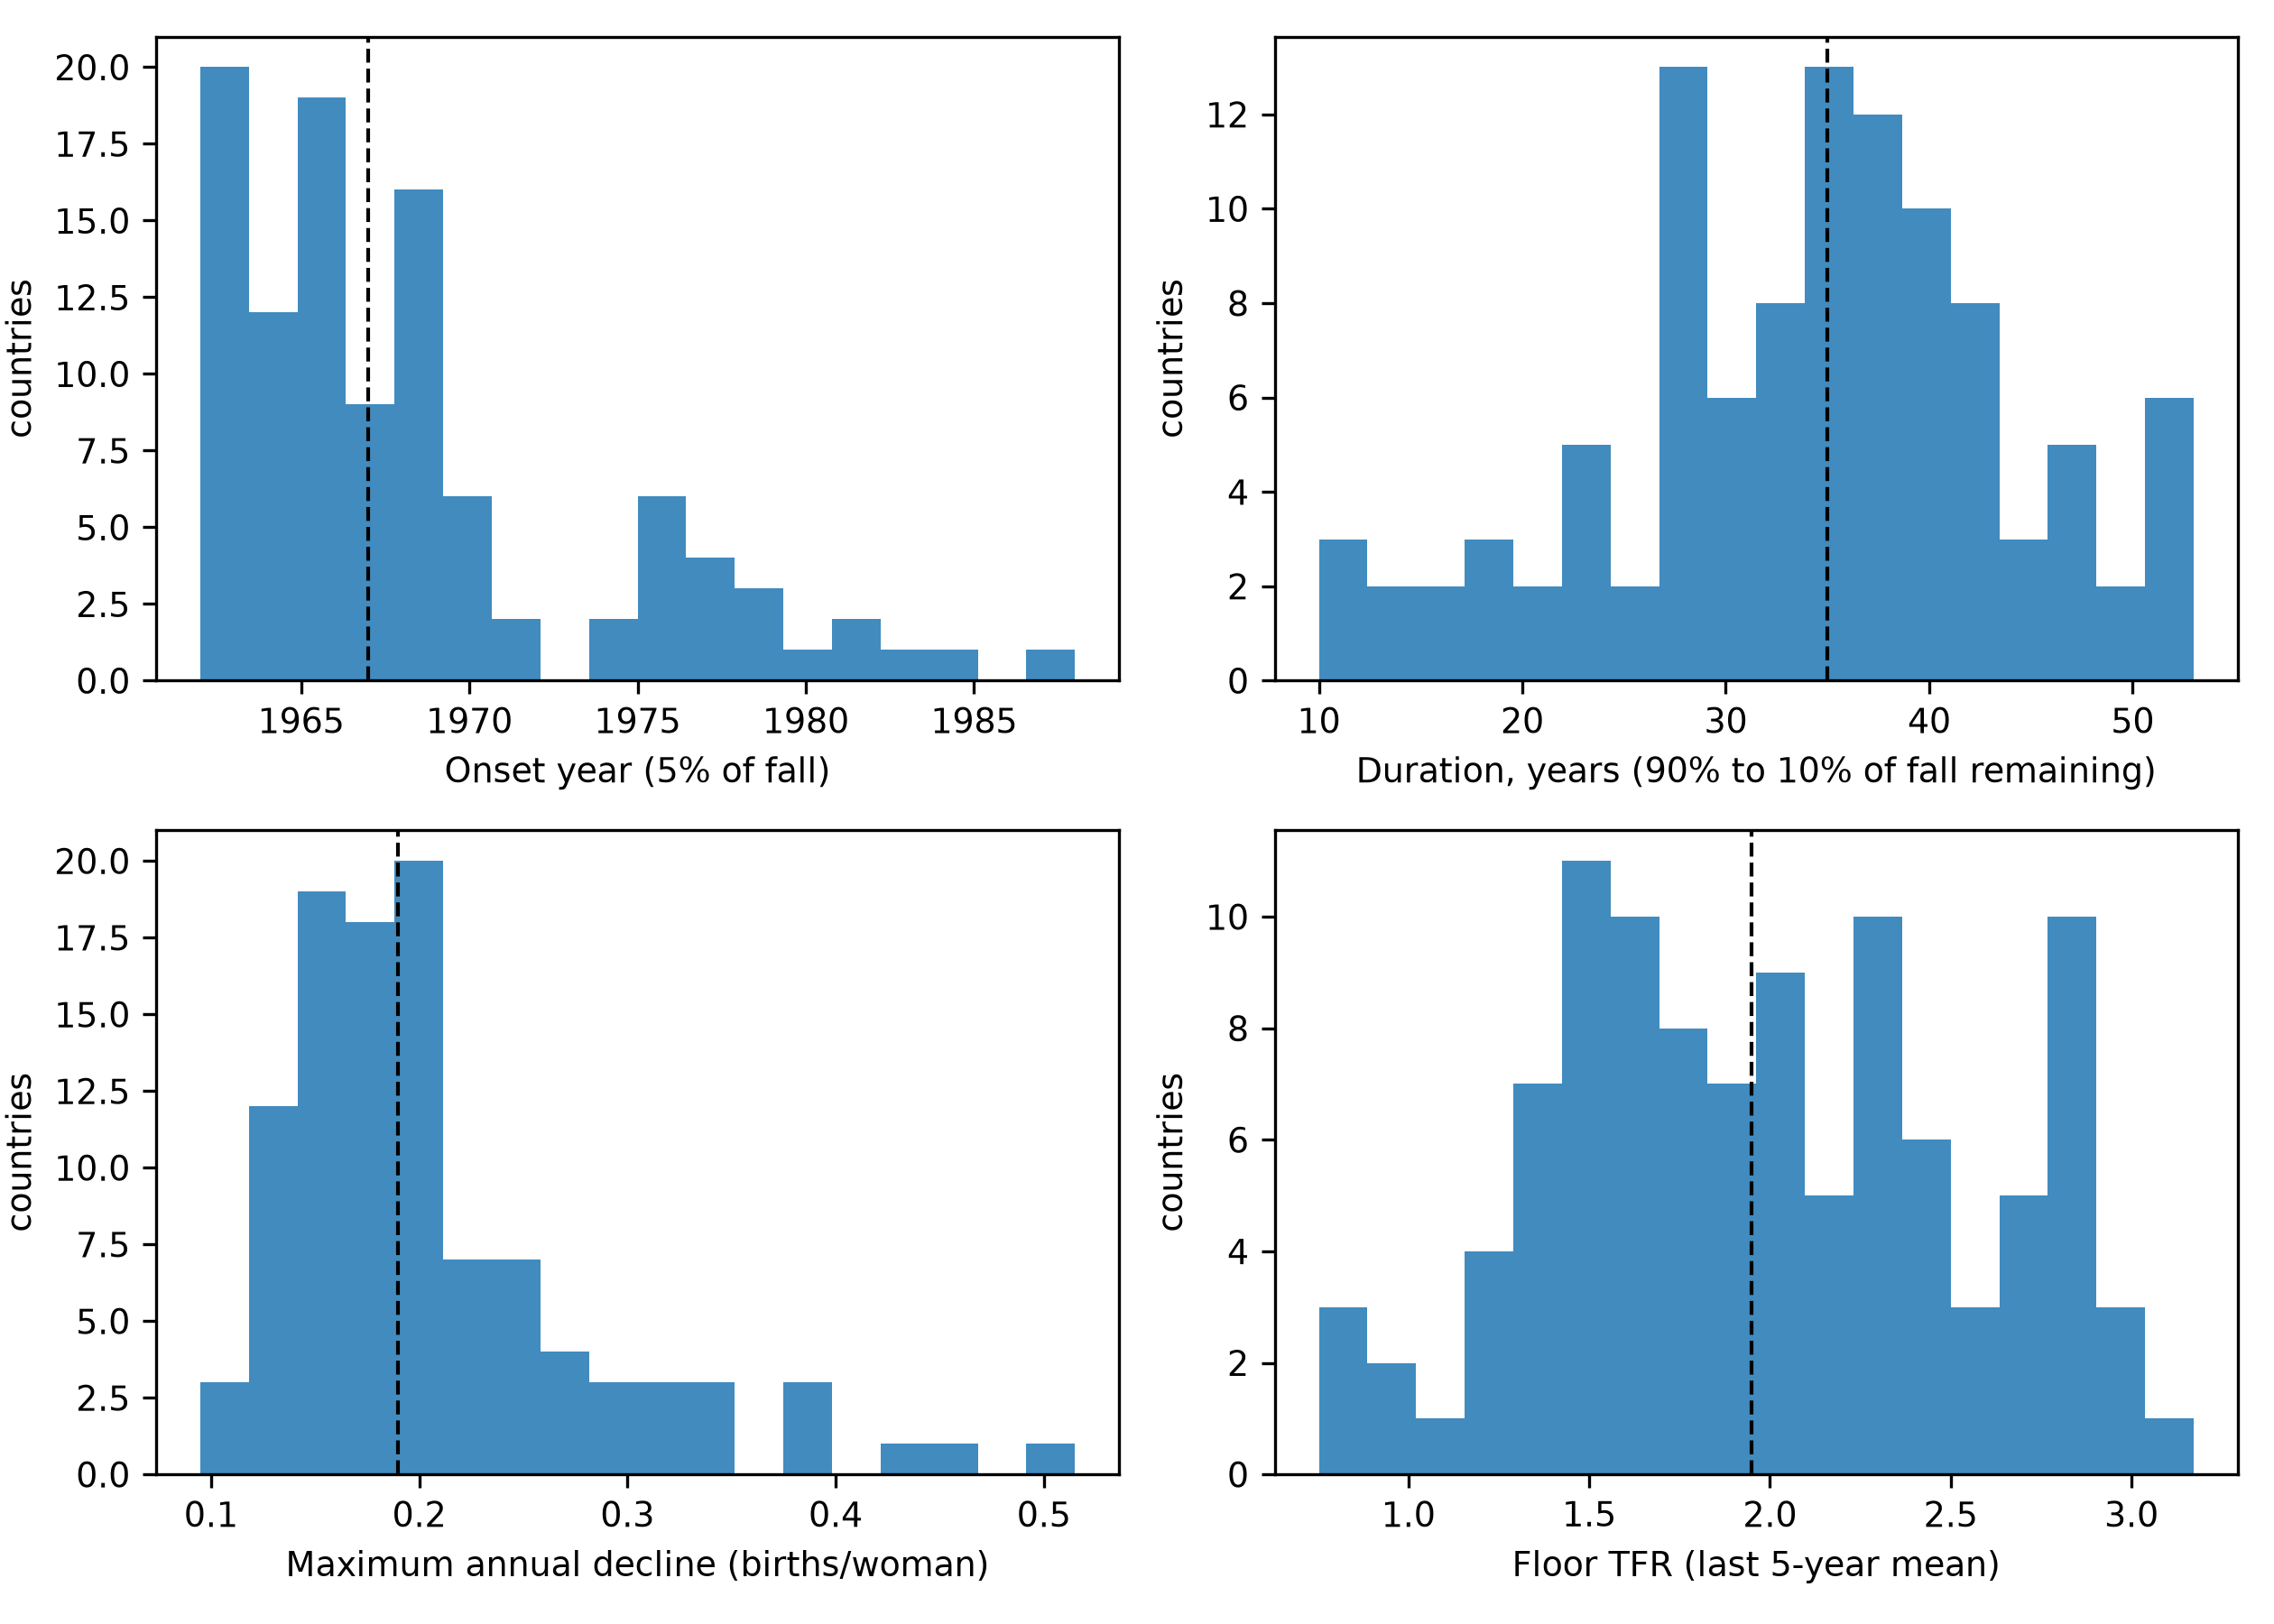 20.0
17.5
15.0
12.5
10.0
7.5
5.0
2.5
0.0
countries
1965 1970 1975 1980 1985
Onset year (5% of fall)
12
10
8
6
4
2
0
countries
10 20 30 40 50
Duration, years (90% to 10% of fall remaining)
20.0
17.5
15.0
12.5
10.0
7.5
5.0
2.5
0.0
countries
0.1 0.2 0.3 0.4 0.5
Maximum annual decline (births/woman)
10
8
6
4
2
0
countries
1.0 1.5 2.0 2.5 3.0
Floor TFR (last 5-year mean)